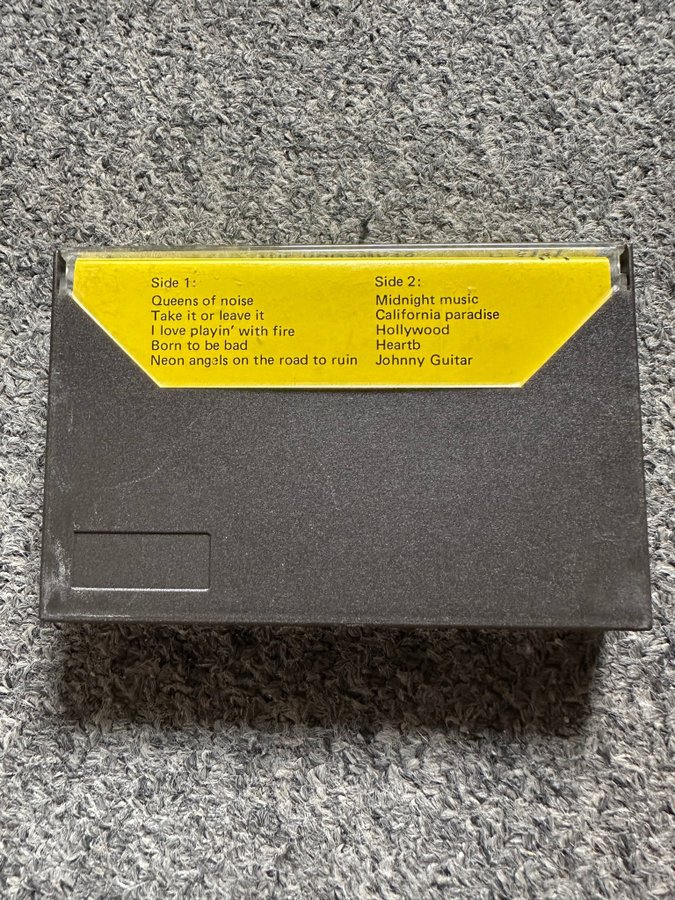 Side 1:
Queens of noise
Take it or leave it
I love playin' with fire
Born to be bad
Neon angels on the road to ruin
Side 2:
Midnight music
California paradise
Hollywood
Heartb
Johnny Guitar